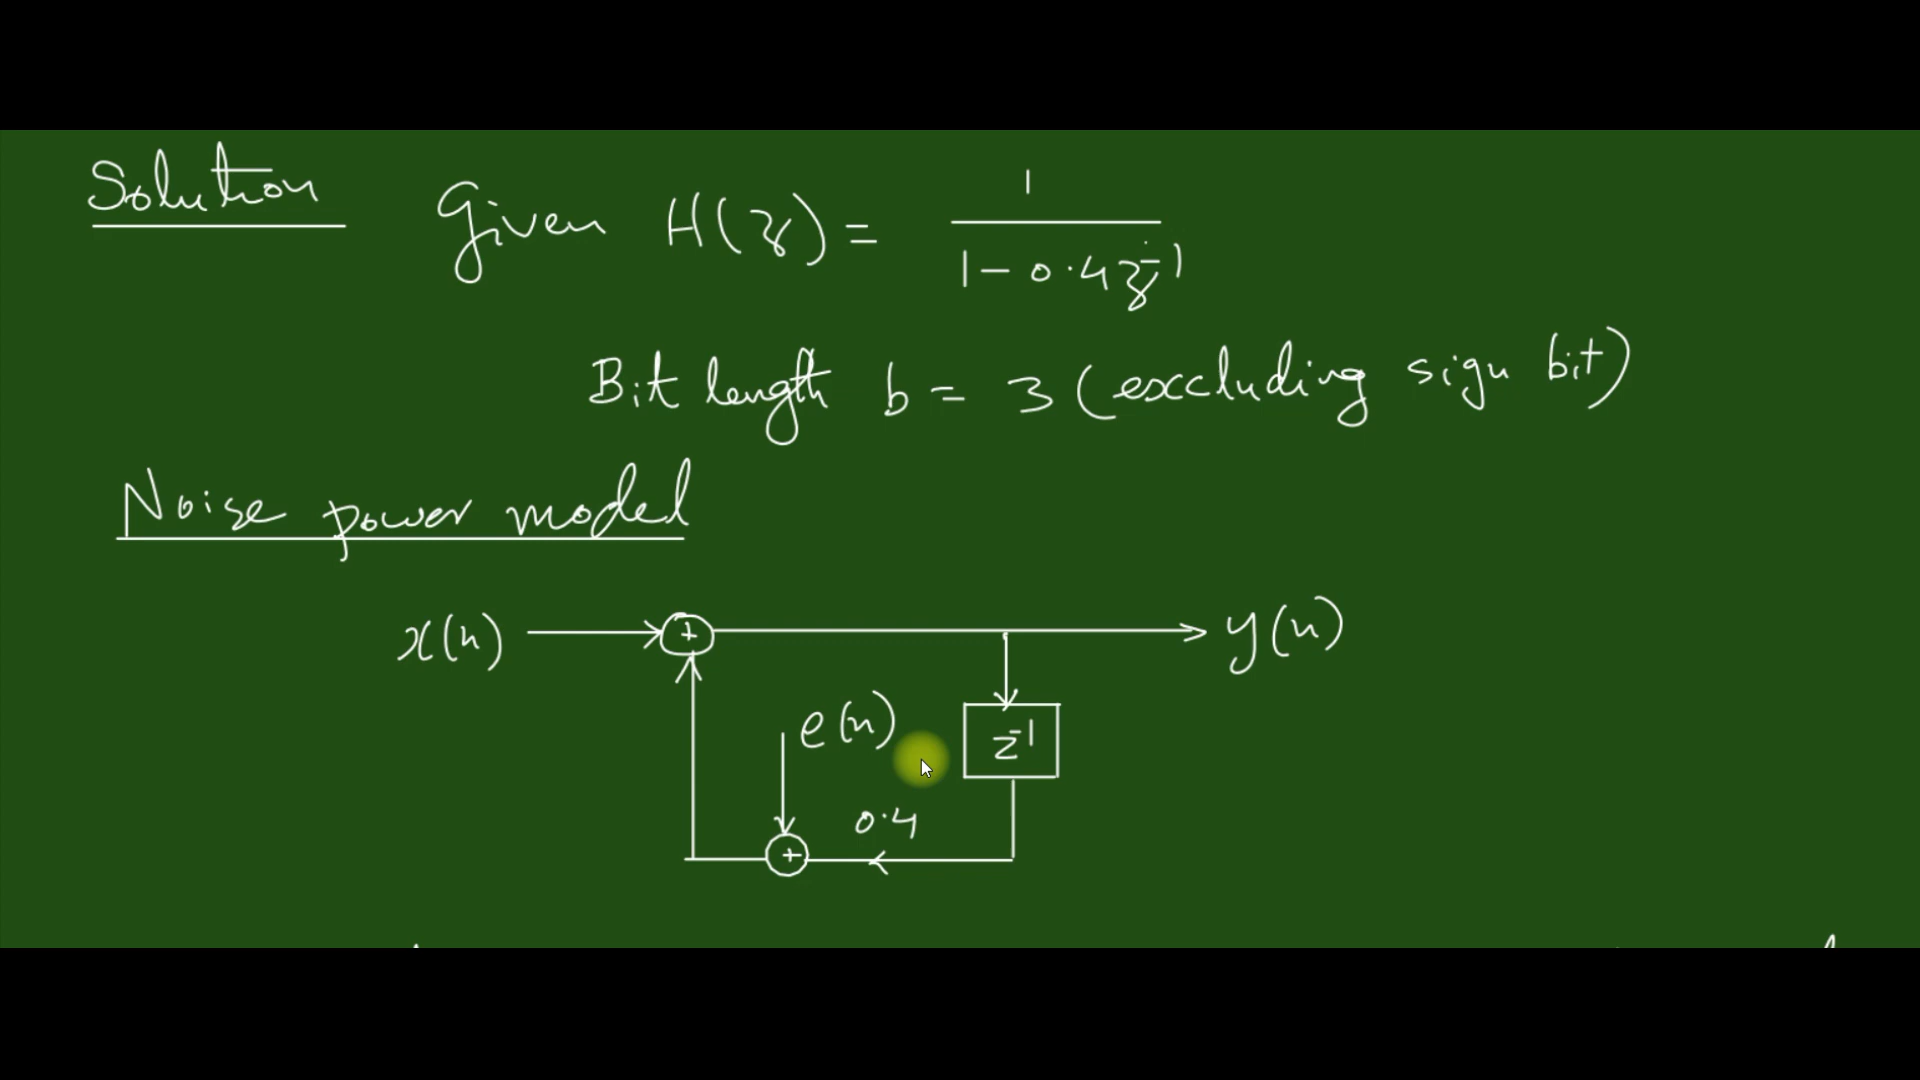 Solution Given H(z) = 1 / 1 - 0.4z^-1
Bit length b = 3 (excluding sign bit)
Noise power model
x(n) + y(n)
e(n)
z^-1
0.4
+